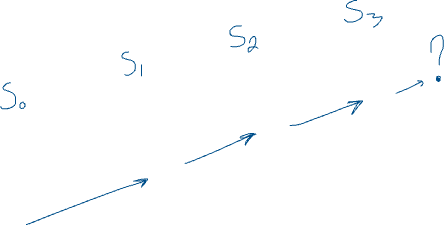 S₀ S₁ S₂ S₃ ?